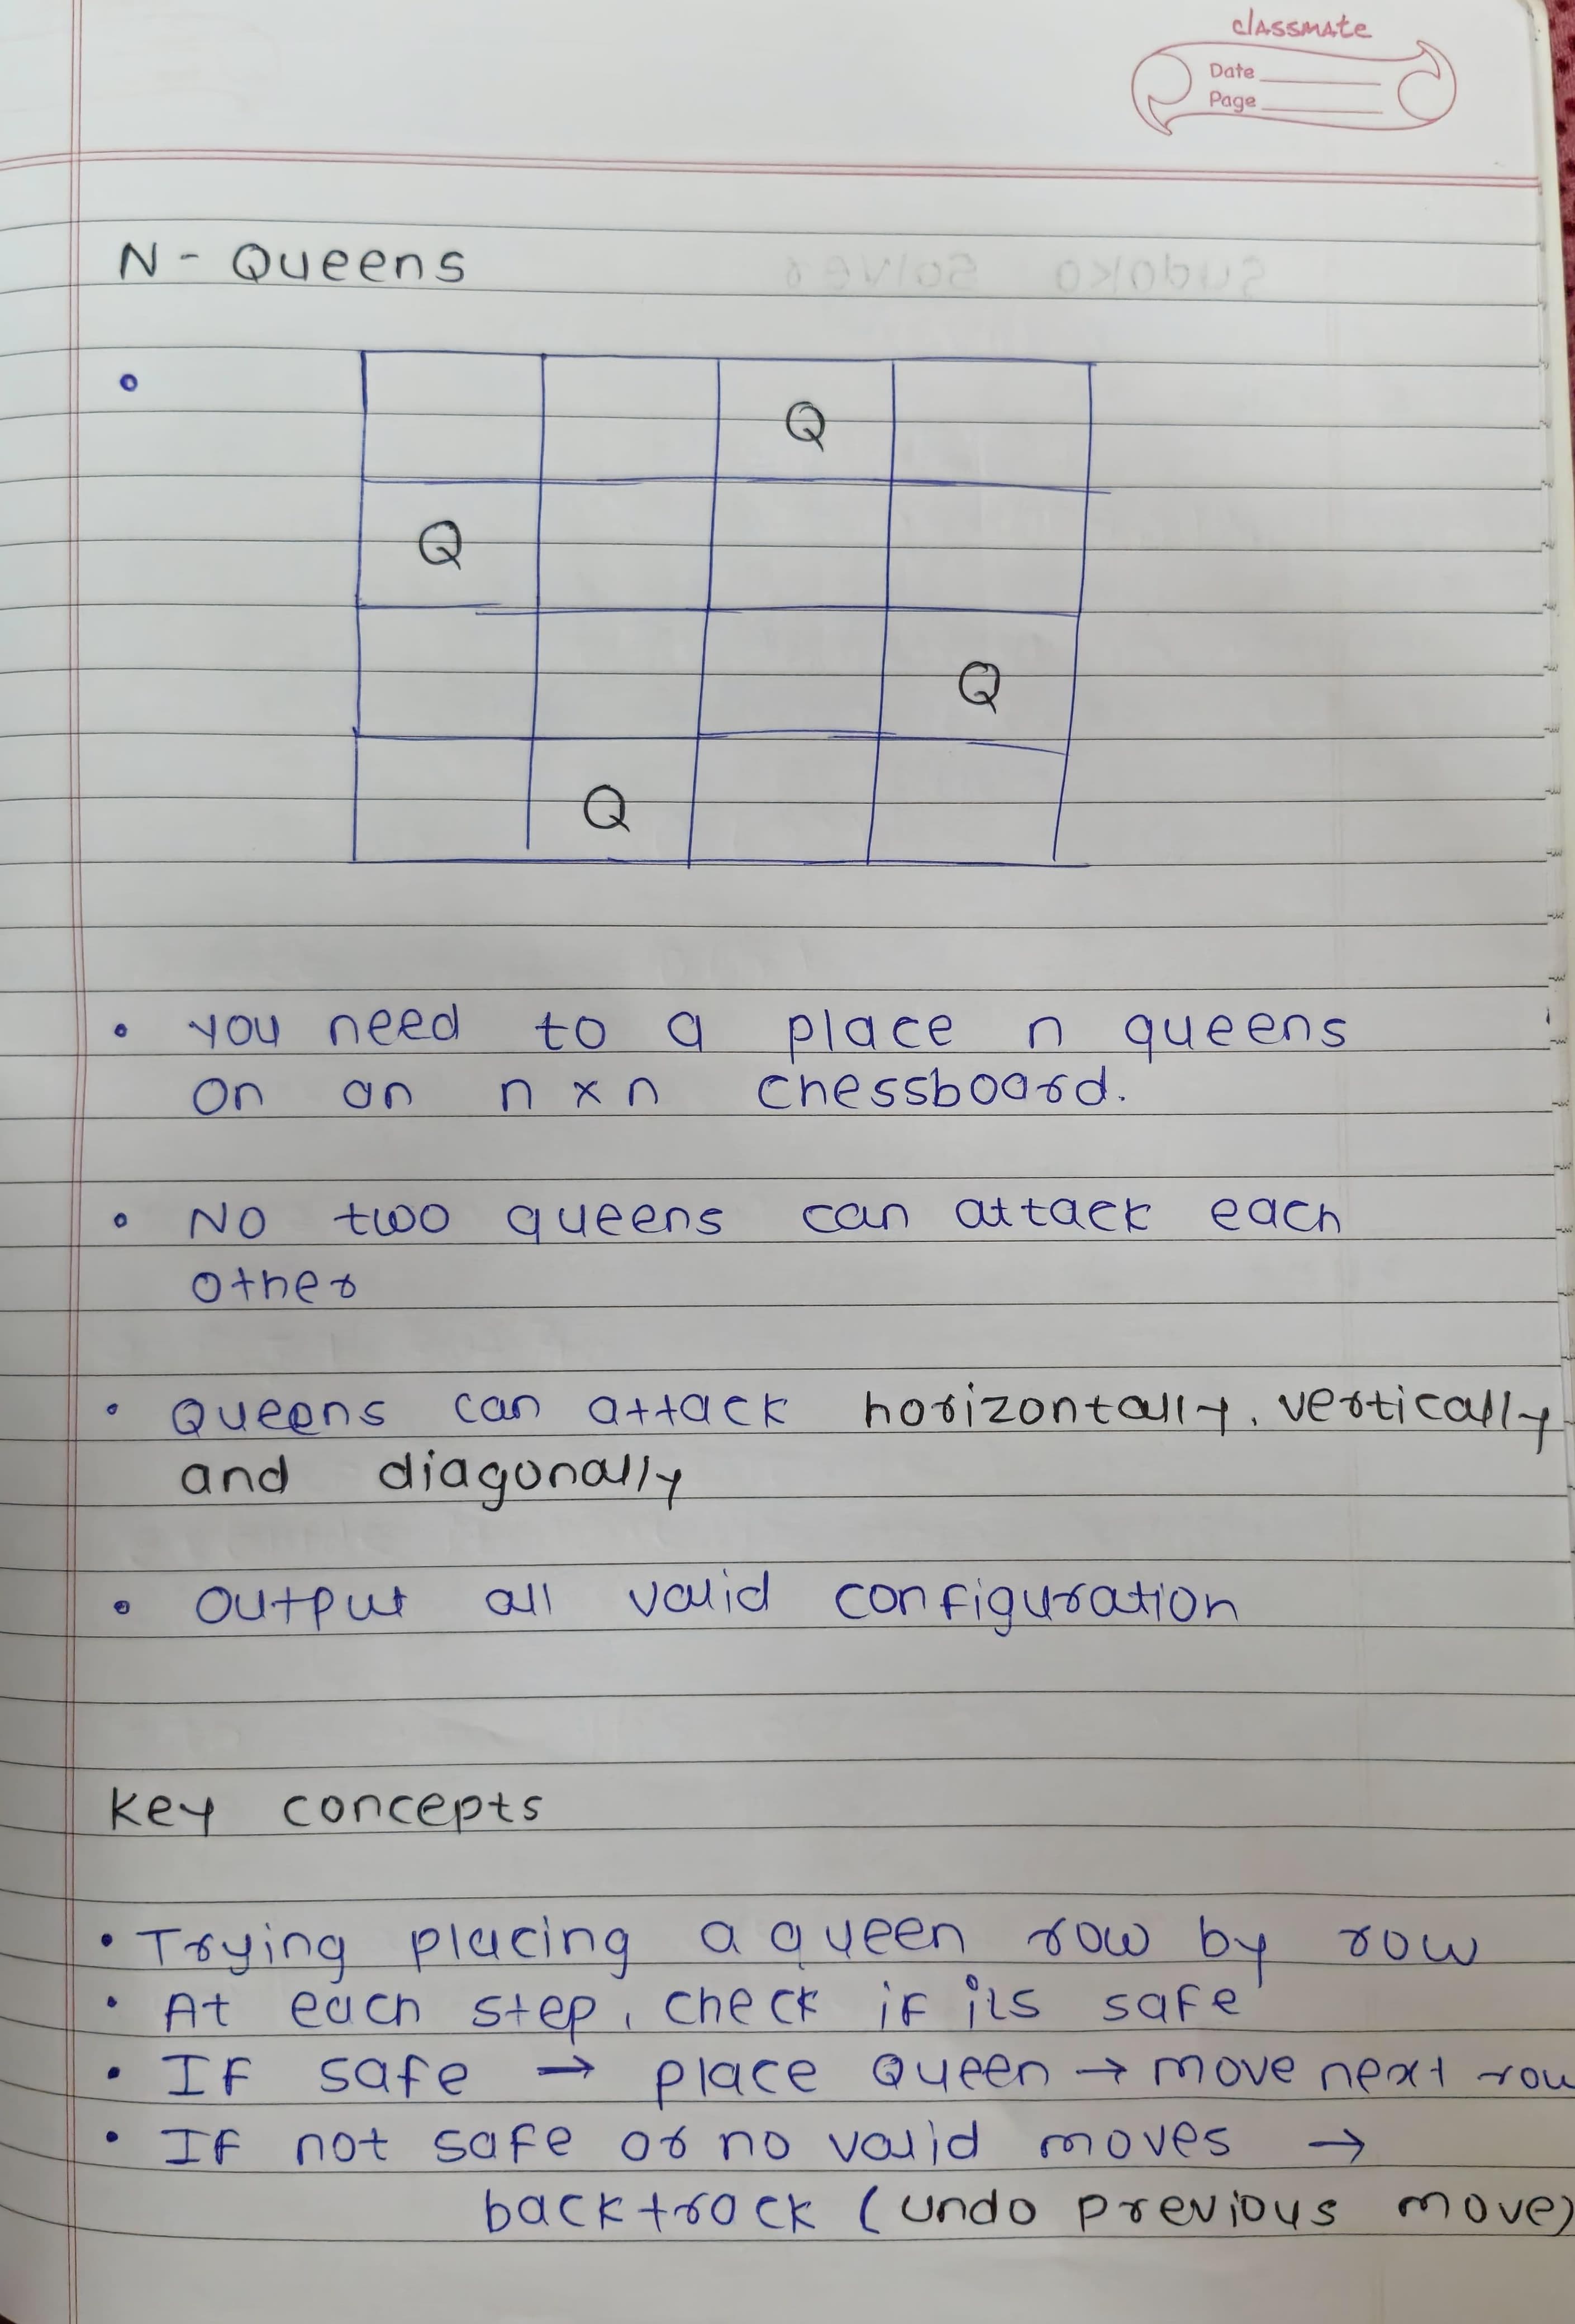 classmate
Date
Page
N - Queens
Q
Q
Q
Q
• you need to a place n queens
on an n x n chessboard.
• No two queens can attack each
other
• Queens can attack horizontally, vertically
and diagonally
• Output all valid configuration
Key concepts
• Trying placing a queen row by row
• At each step, check if its safe
• If safe → place Queen → move next row
• If not safe or no valid moves →
backtrack (undo previous move)